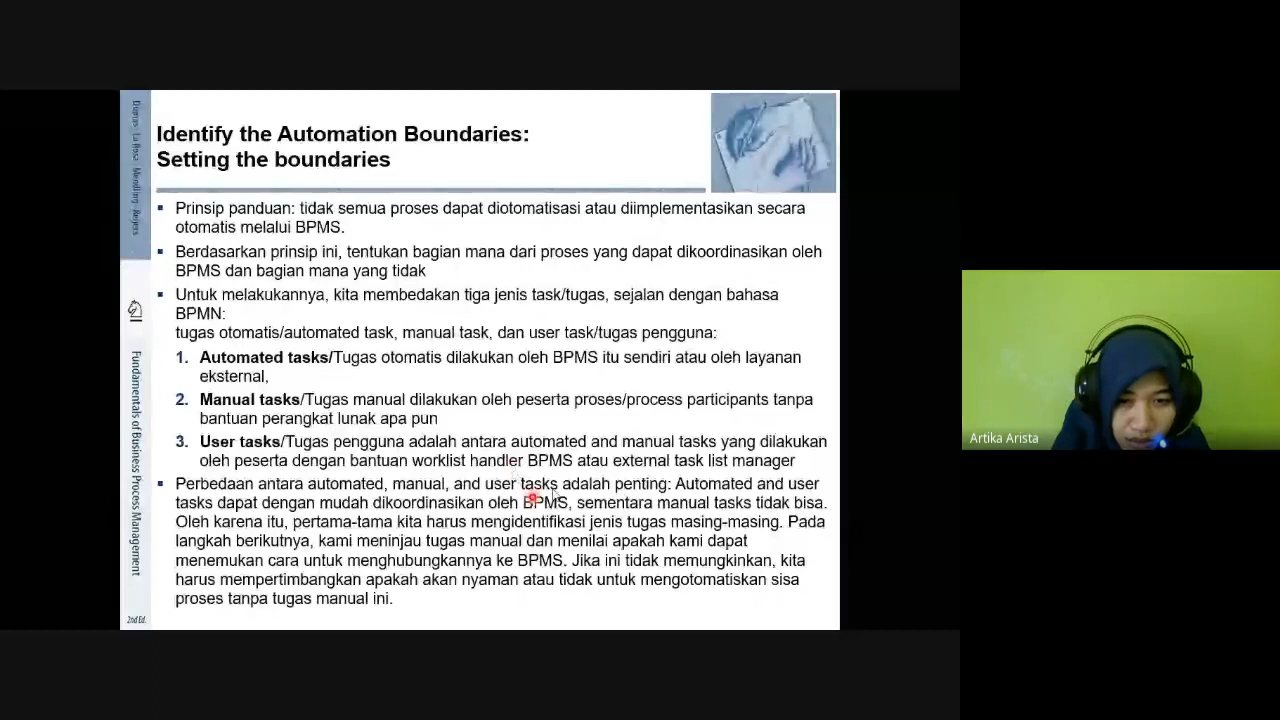 Identify the Automation Boundaries:
Setting the boundaries
Prinsip panduan: tidak semua proses dapat diotomatisasi atau diimplementasikan secara
otomatis melalui BPMS.
Berdasarkan prinsip ini, tentukan bagian mana dari proses yang dapat dikoordinasikan oleh
BPMS dan bagian mana yang tidak
Untuk melakukannya, kita membedakan tiga jenis task/tugas, sejalan dengan bahasa
BPMN:
tugas otomatis/automated task, manual task, dan user task/tugas pengguna:
1. Automated tasks/Tugas otomatis dilakukan oleh BPMS itu sendiri atau oleh layanan
eksternal,
2. Manual tasks/Tugas manual dilakukan oleh peserta proses/process participants tanpa
bantuan perangkat lunak apa pun
3. User tasks/Tugas pengguna adalah antara automated and manual tasks yang dilakukan
oleh peserta dengan bantuan worklist handler BPMS atau external task list manager
Perbedaan antara automated, manual, and user tasks adalah penting: Automated and user
tasks dapat dengan mudah dikoordinasikan oleh BPMS, sementara manual tasks tidak bisa.
Oleh karena itu, pertama-tama kita harus mengidentifikasi jenis tugas masing-masing. Pada
langkah berikutnya, kami meninjau tugas manual dan menilai apakah kami dapat
menemukan cara untuk menghubungkannya ke BPMS. Jika ini tidak memungkinkan, kita
harus mempertimbangkan apakah akan nyaman atau tidak untuk mengotomatiskan sisa
proses tanpa tugas manual ini.
Dumas · La Rosa · Mendling · Reijers
Fundamentals of Business Process Management
2nd Ed.
Artika Arista